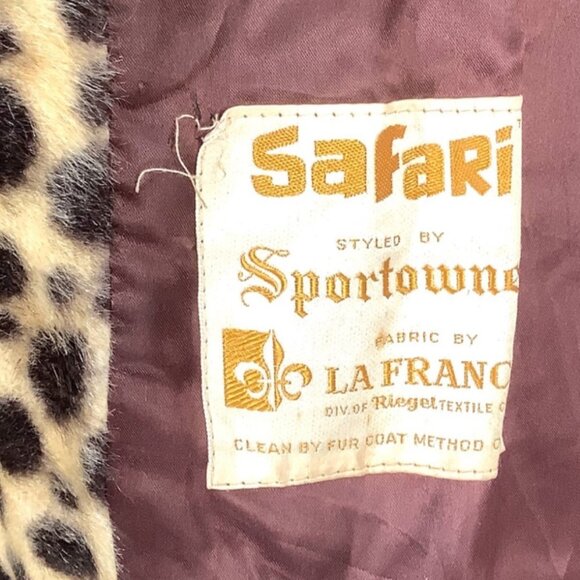 Safari
STYLED BY
Sportowne
FABRIC BY
LA FRANC
DIV. OF Riegel TEXTILE C
CLEAN BY FUR COAT METHOD O